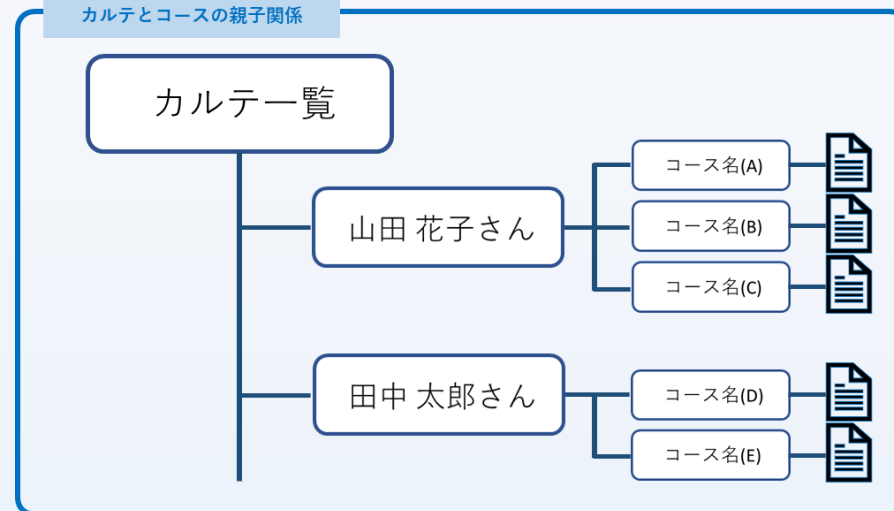 カルテとコースの親子関係
カルテ一覧
山田 花子さん
コース名(A)
コース名(B)
コース名(C)
田中 太郎さん
コース名(D)
コース名(E)